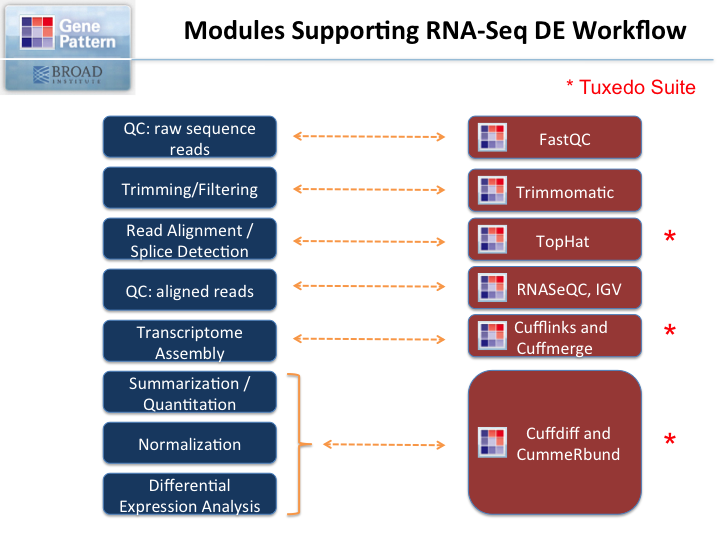 Gene
Pattern
BROAD
INSTITUTE
Modules Supporting RNA-Seq DE Workflow
* Tuxedo Suite
QC: raw sequence
reads
FastQC
Trimming/Filtering
Trimmomatic
Read Alignment /
Splice Detection
TopHat
*
QC: aligned reads
RNASeQC, IGV
Transcriptome
Assembly
Cufflinks and
Cuffmerge
*
Summarization /
Quantitation
Normalization
Differential
Expression Analysis
Cuffdiff and
CummeRbund
*